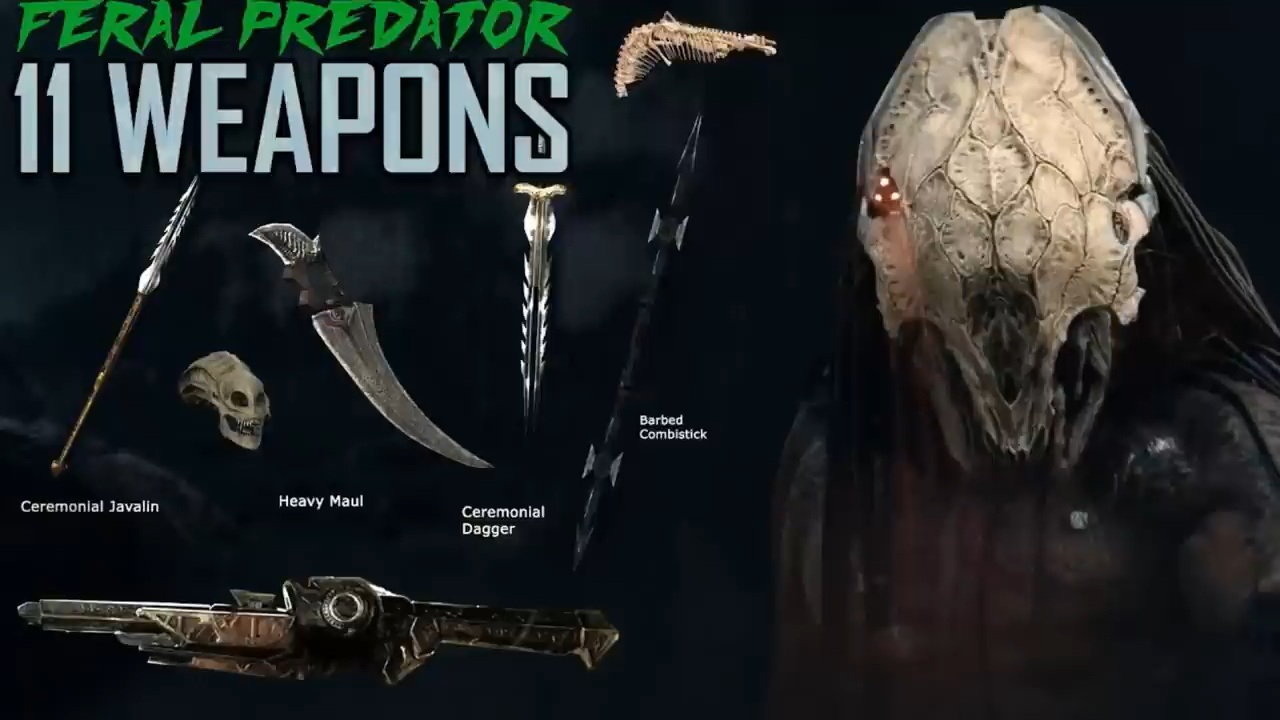 FERAL PREDATOR
11 WEAPONS
Ceremonial Javalin
Heavy Maul
Ceremonial
Dagger
Barbed
Combistick